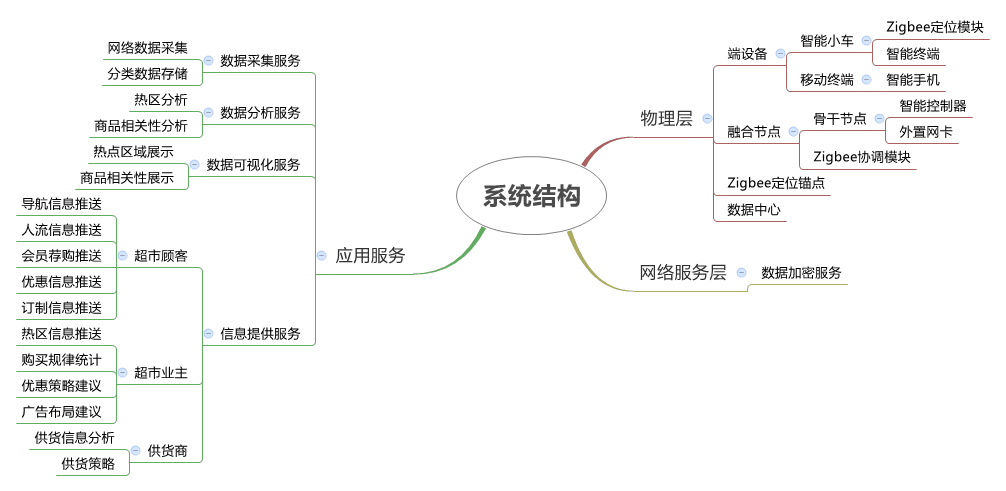 系统结构
物理层
端设备
智能小车
Zigbee定位模块
智能终端
移动终端
智能手机
融合节点
骨干节点
智能控制器
外置网卡
Zigbee协调模块
Zigbee定位锚点
数据中心
网络服务层
数据加密服务
应用服务
数据采集服务
网络数据采集
分类数据存储
数据分析服务
热区分析
商品相关性分析
数据可视化服务
热点区域展示
商品相关性展示
信息提供服务
超市顾客
导航信息推送
人流信息推送
会员荐购推送
优惠信息推送
订制信息推送
超市业主
热区信息推送
购买规律统计
优惠策略建议
广告布局建议
供货商
供货信息分析
供货策略